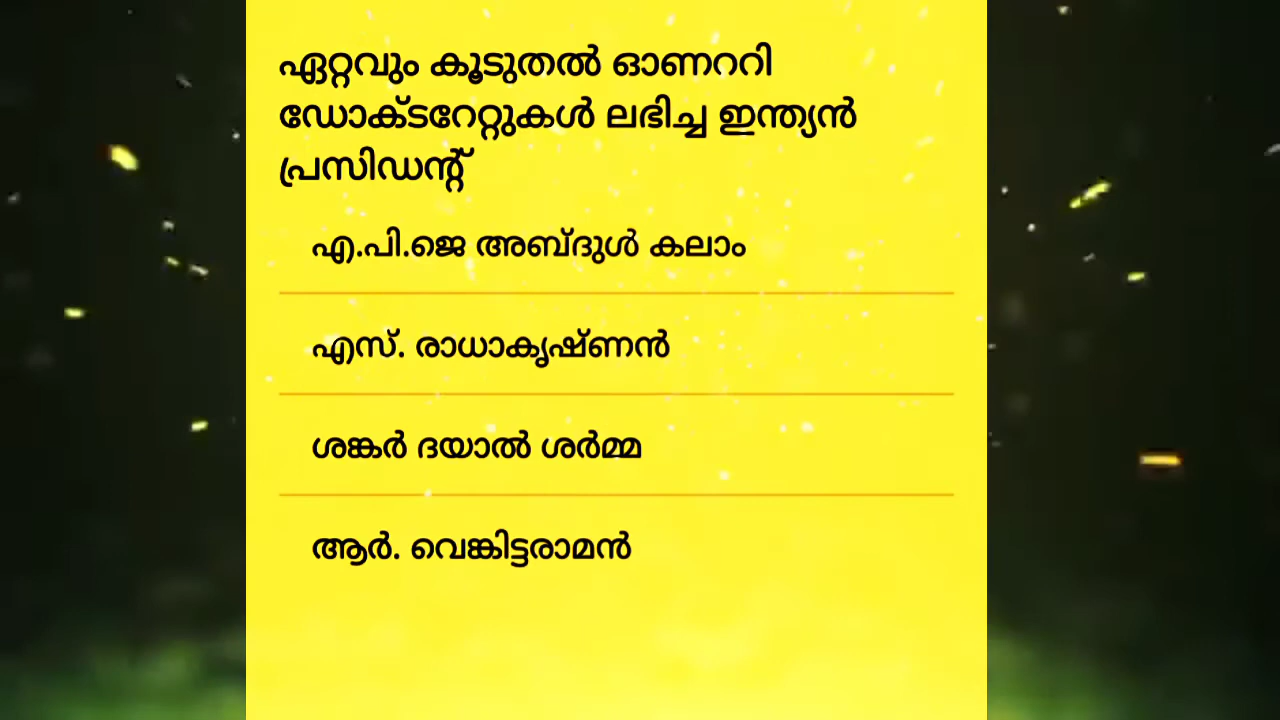 ഏറ്റവും കൂടുതൽ ഓണററി
ഡോക്ടറേറ്റുകൾ ലഭിച്ച ഇന്ത്യൻ
പ്രസിഡന്റ്
എ.പി.ജെ അബ്ദുൾ കലാം
എസ്. രാധാകൃഷ്ണൻ
ശങ്കർ ദയാൽ ശർമ്മ
ആർ. വെങ്കിട്ടരാമൻ